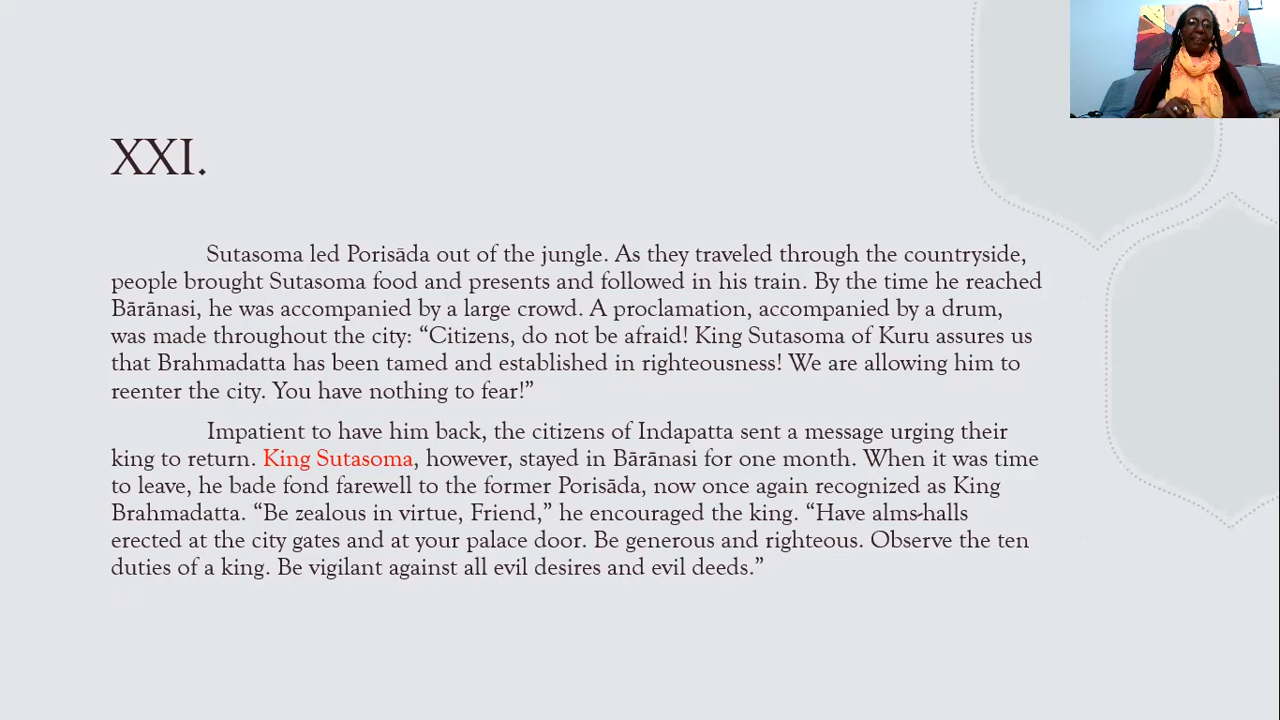 XXI.
Sutasoma led Porisāda out of the jungle. As they traveled through the countryside,
people brought Sutasoma food and presents and followed in his train. By the time he reached
Bārānasi, he was accompanied by a large crowd. A proclamation, accompanied by a drum,
was made throughout the city: “Citizens, do not be afraid! King Sutasoma of Kuru assures us
that Brahmadatta has been tamed and established in righteousness! We are allowing him to
reenter the city. You have nothing to fear!”
Impatient to have him back, the citizens of Indapatta sent a message urging their
king to return. King Sutasoma, however, stayed in Bārānasi for one month. When it was time
to leave, he bade fond farewell to the former Porisāda, now once again recognized as King
Brahmadatta. “Be zealous in virtue, Friend,” he encouraged the king. “Have alms-halls
erected at the city gates and at your palace door. Be generous and righteous. Observe the ten
duties of a king. Be vigilant against all evil desires and evil deeds.”